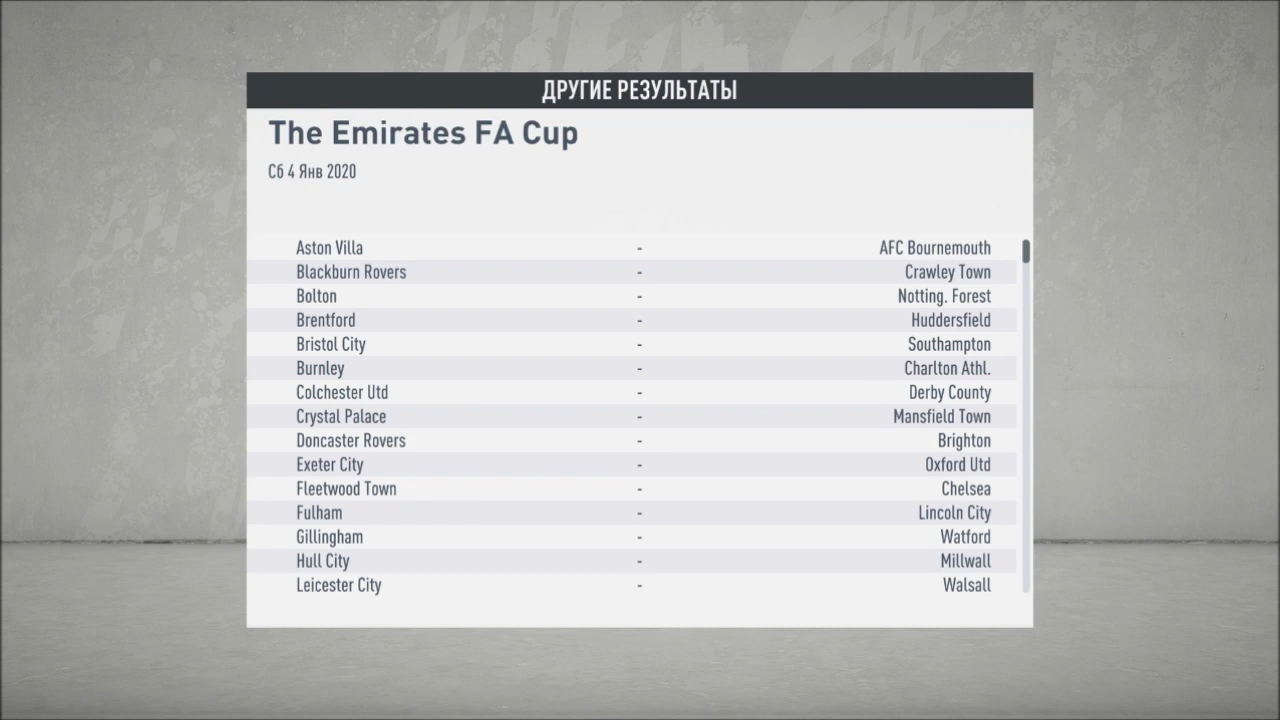 ДРУГИЕ РЕЗУЛЬТАТЫ
The Emirates FA Cup
Сб 4 Янв 2020
Aston Villa - AFC Bournemouth
Blackburn Rovers - Crawley Town
Bolton - Notting. Forest
Brentford - Huddersfield
Bristol City - Southampton
Burnley - Charlton Athl.
Colchester Utd - Derby County
Crystal Palace - Mansfield Town
Doncaster Rovers - Brighton
Exeter City - Oxford Utd
Fleetwood Town - Chelsea
Fulham - Lincoln City
Gillingham - Watford
Hull City - Millwall
Leicester City - Walsall